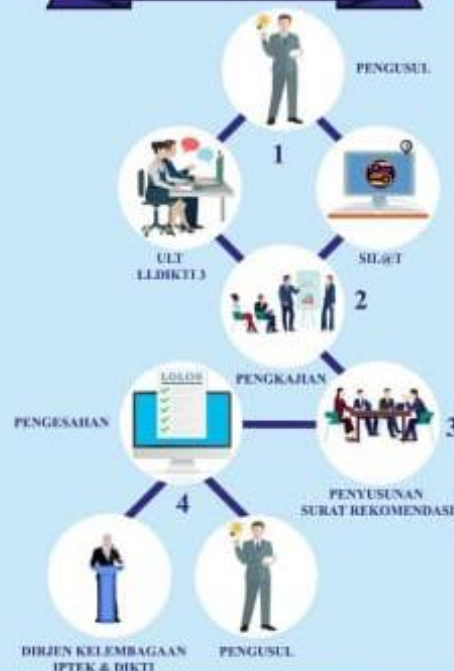 PENGUSUL
1
ULT
LLDIKTI 3
SIL@T
2
PENGKAJIAN
LOLOS
PENGESAHAN
3
PENYUSUNAN
SURAT REKOMENDASI
4
DIRJEN KELEMBAGAAN
IPTEK & DIKTI
PENGUSUL